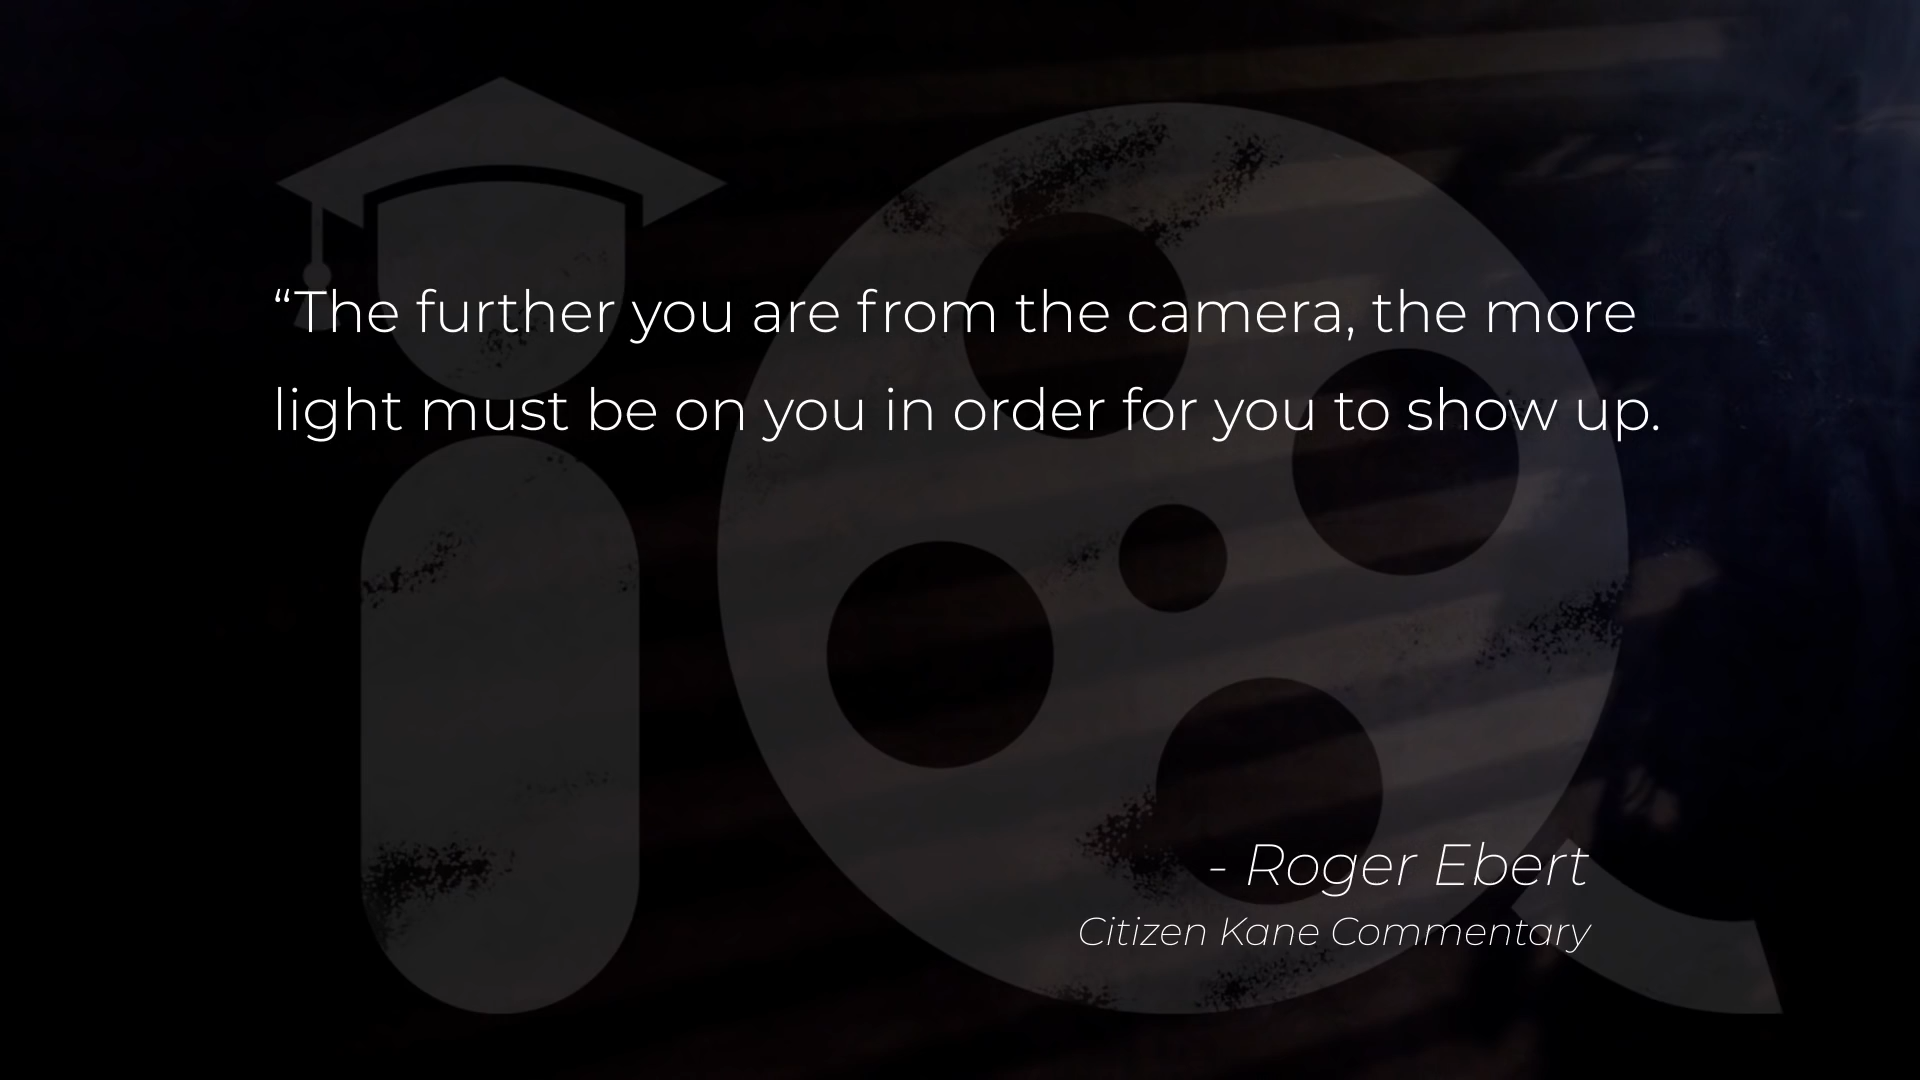 “The further you are from the camera, the more
light must be on you in order for you to show up.
- Roger Ebert
Citizen Kane Commentary